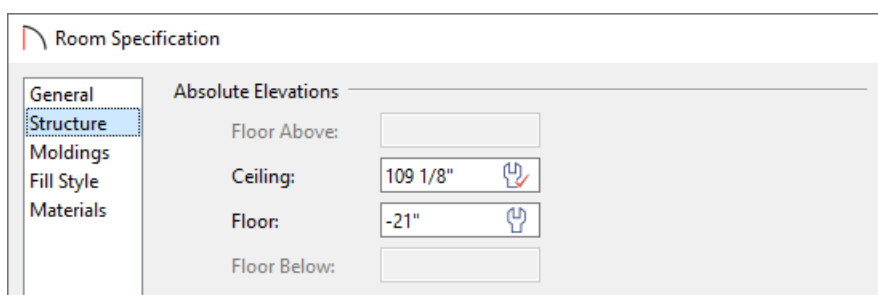 Room Specification
General
Structure
Moldings
Fill Style
Materials
Absolute Elevations
Floor Above:
Ceiling: 109 1/8"
Floor: -21"
Floor Below: